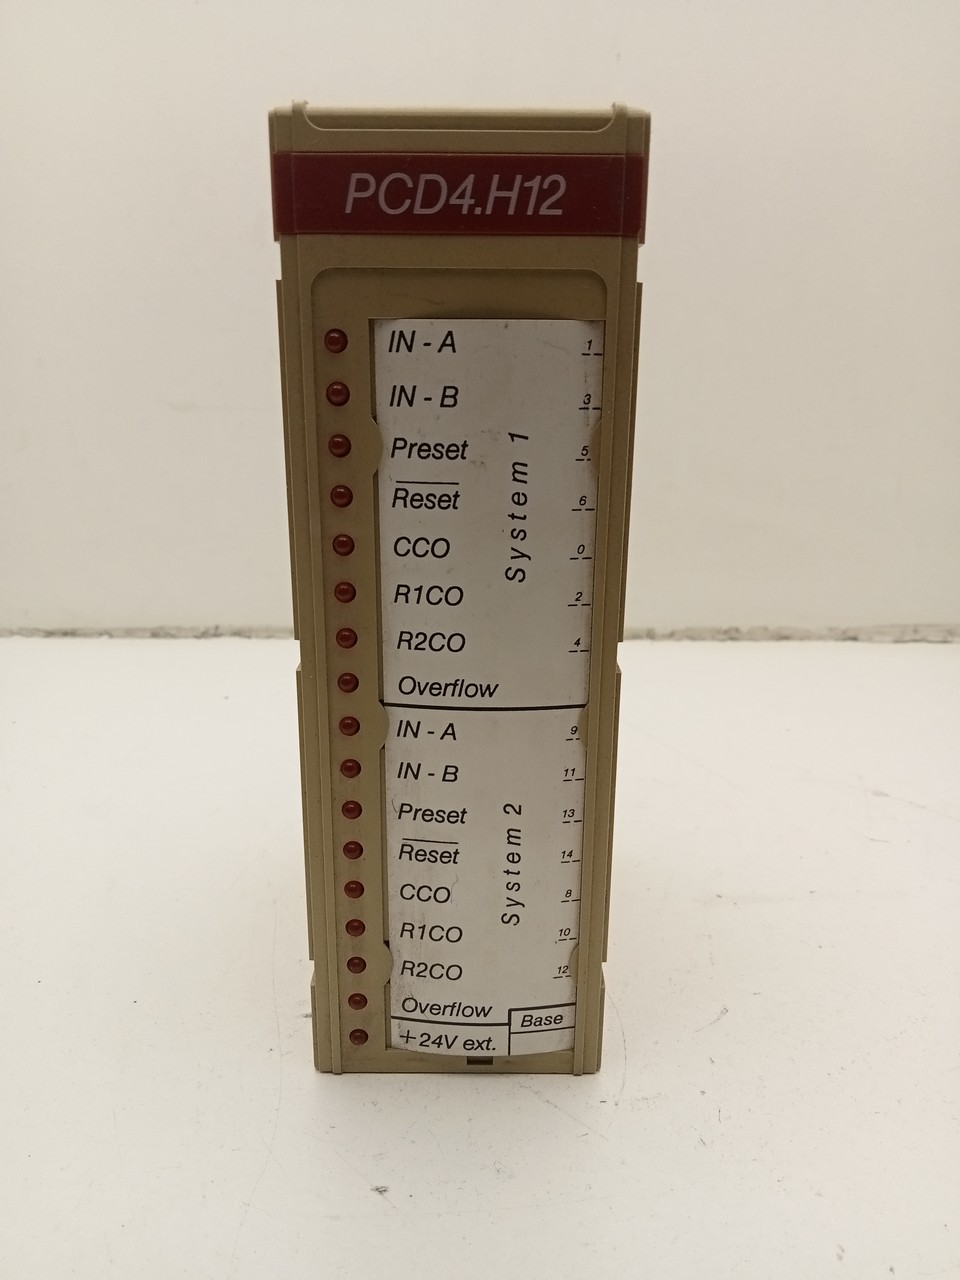 PCD4.H12
IN - A 1
IN - B 3
Preset 5
Reset 6
CCO 0
R1CO 2
R2CO 4
Overflow
System 1
IN - A 9
IN - B 11
Preset 13
Reset 14
CCO 8
R1CO 10
R2CO 12
Overflow
System 2
Base
+24V ext.